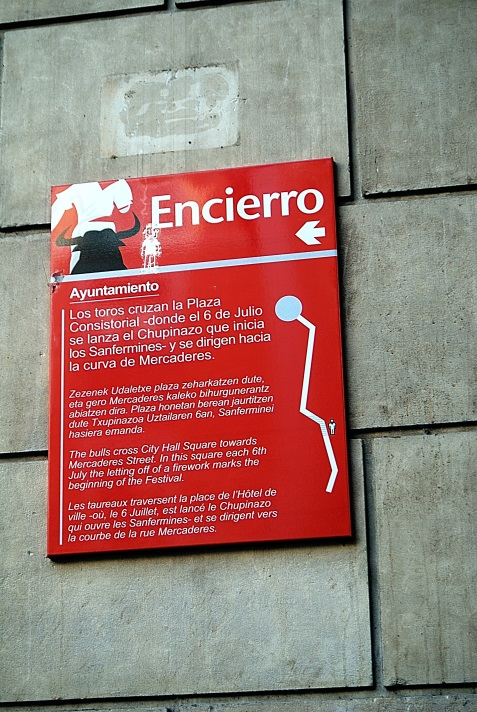 Encierro
Ayuntamiento
Los toros cruzan la Plaza
Consistorial -donde el 6 de Julio
se lanza el Chupinazo que inicia
los Sanfermines- y se dirigen hacia
la curva de Mercaderes.
Zezenek Udaletxe plaza zeharkatzen dute,
eta gero Mercaderes kaleko bihurgunerantz
abiatzen dira. Plaza honetan berean jaurtitzen
dute Txupinazoa Uztailaren 6an, Sanferminei
hasiera emanda.
The bulls cross City Hall Square towards
Mercaderes Street. In this square each 6th
July the letting off of a firework marks the
beginning of the Festival.
Les taureaux traversent la place de l'Hôtel de
ville -où, le 6 Juillet, est lancé le Chupinazo
qui ouvre les Sanfermines- et se dirigent vers
la courbe de la rue Mercaderes.